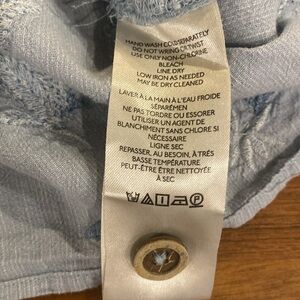 HAND WASH COLD SEPARATELY
DO NOT WRING OR TWIST
USE ONLY NON-CHLORINE
BLEACH
LINE DRY
LOW IRON AS NEEDED
MAY BE DRY CLEANED
LAVER À LA MAIN À L'EAU FROIDE
SÉPARÉMEN
NE PAS TORDRE OU ESSORER
UTILISER UN AGENT DE
BLANCHIMENT SANS CHLORE SI
NÉCESSAIRE
LIGNE SEC
REPASSER, AU BESOIN, À TRÈS
BASSE TEMPÉRATURE
PEUT-ÊTRE ÊTRE NETTOYÉE
À SEC
P